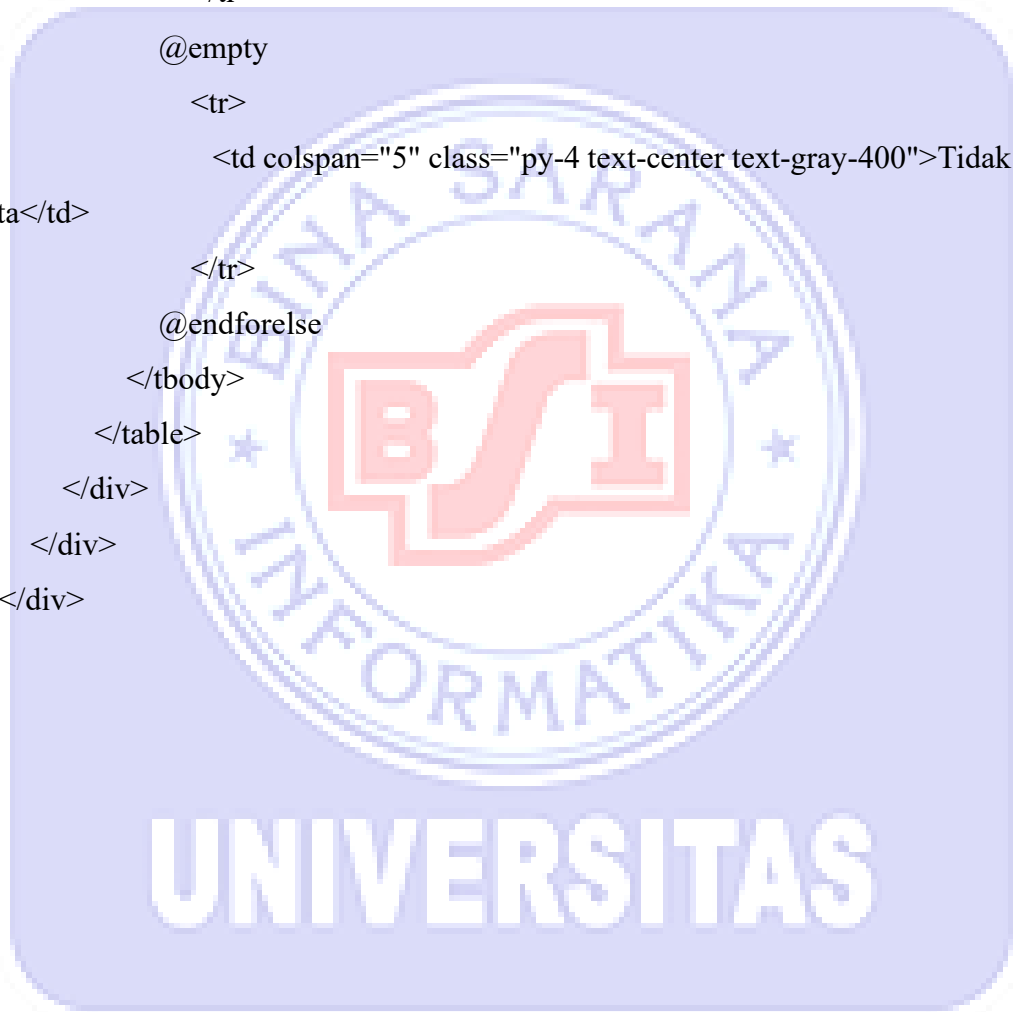 @empty
<tr>
<td colspan="5" class="py-4 text-center text-gray-400">Tidak
ta</td>
</tr>
@endforelse
</tbody>
</table>
</div>
</div>
</div>
BINA SARANA
BSI
INFORMATIKA
UNIVERSITAS